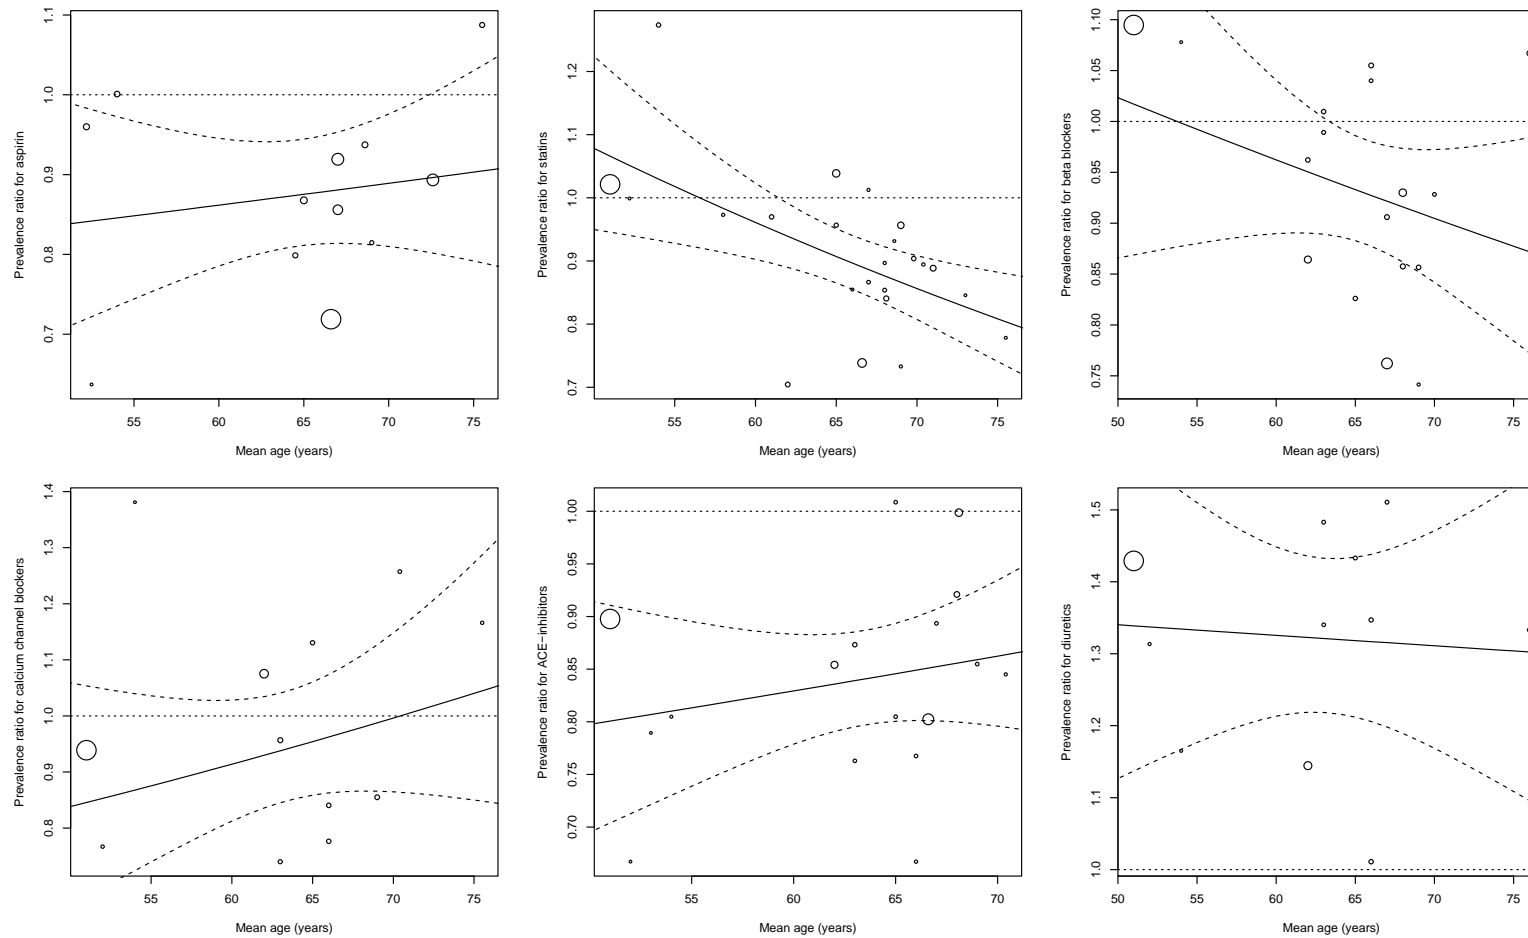 1.1
1.0
0.9
0.8
0.7
Prevalence ratio for aspirin
55 60 65 70 75
Mean age (years)
1.2
1.1
1.0
0.9
0.8
0.7
Prevalence ratio for statins
55 60 65 70 75
Mean age (years)
1.10
1.05
1.00
0.95
0.90
0.85
0.80
0.75
Prevalence ratio for beta blockers
50 55 60 65 70 75
Mean age (years)
1.4
1.3
1.2
1.1
1.0
0.9
0.8
Prevalence ratio for calcium channel blockers
55 60 65 70 75
Mean age (years)
1.00
0.95
0.90
0.85
0.80
0.75
0.70
Prevalence ratio for ACE−inhibitors
55 60 65 70
Mean age (years)
1.5
1.4
1.3
1.2
1.1
1.0
Prevalence ratio for diuretics
50 55 60 65 70 75
Mean age (years)